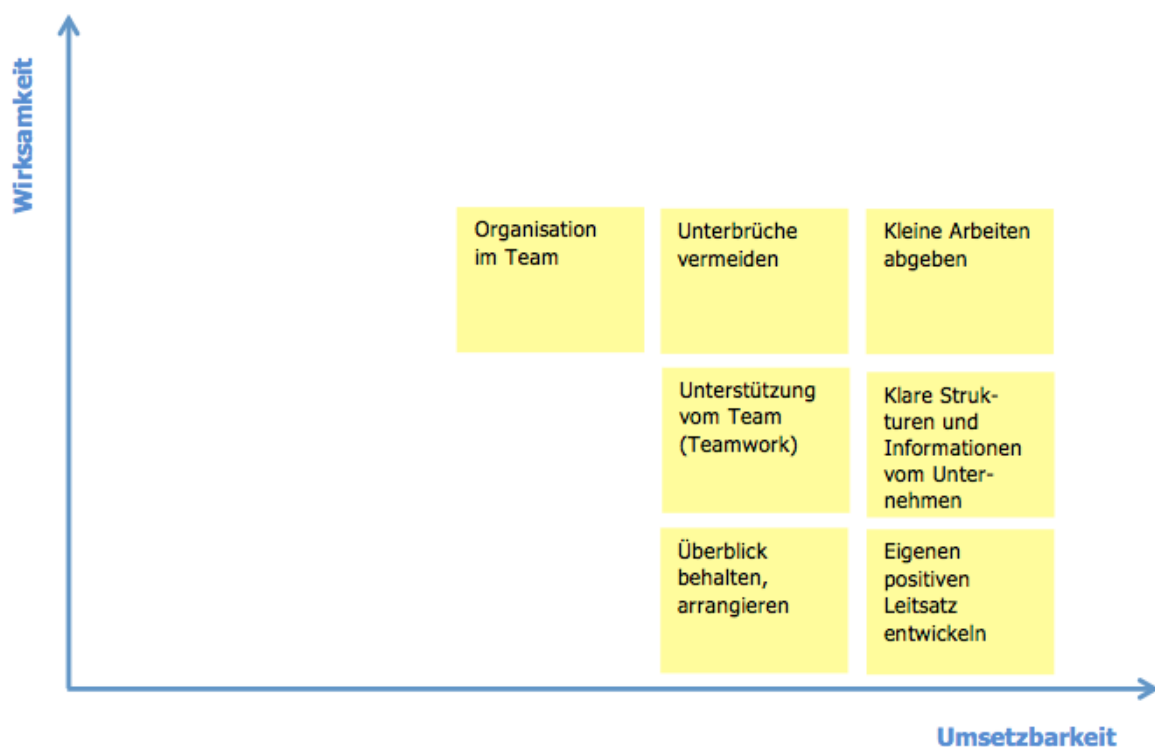 Wirksamkeit
Organisation
im Team
Unterbrüche
vermeiden
Kleine Arbeiten
abgeben
Unterstützung
vom Team
(Teamwork)
Klare Struk-
turen und
Informationen
vom Unter-
nehmen
Überblick
behalten,
arrangieren
Eigenen
positiven
Leitsatz
entwickeln
Umsetzbarkeit